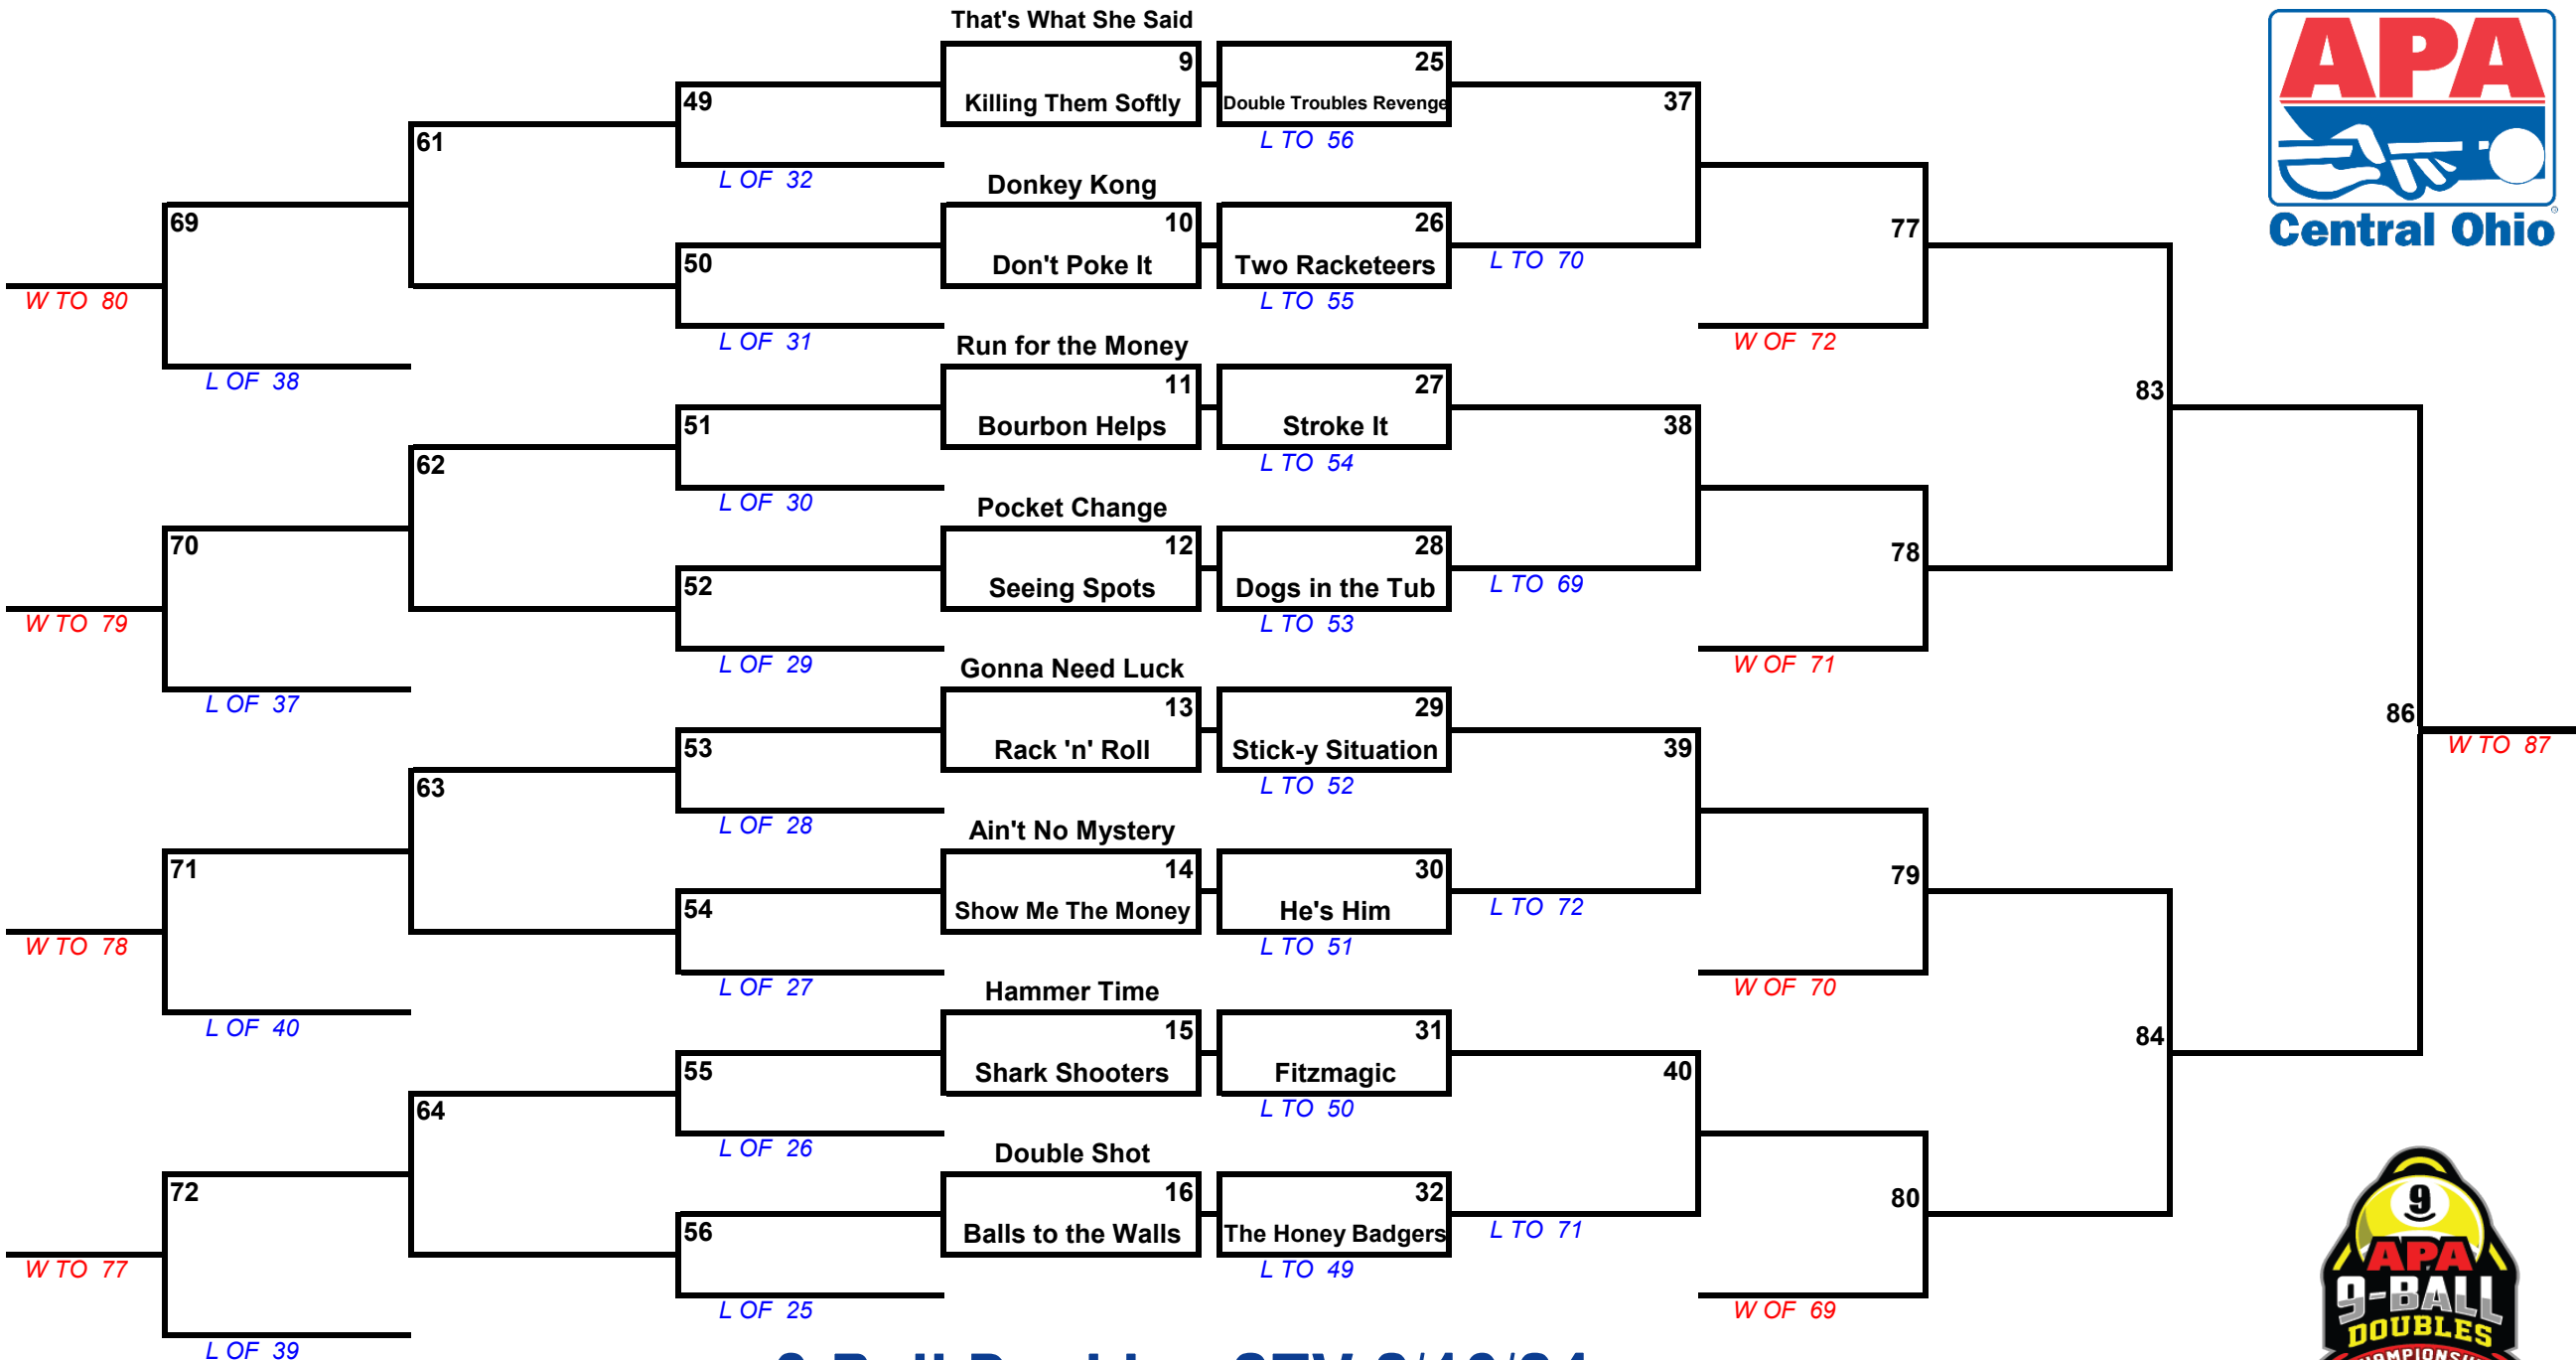 That's What She Said
9
Killing Them Softly
25
Double Troubles Revenge
L TO 56
49
L OF 32
61
69
W TO 80
L OF 38
37
Donkey Kong
10
Don't Poke It
26
Two Racketeers
L TO 55
L TO 70
50
L OF 31
77
W OF 72
Run for the Money
11
Bourbon Helps
27
Stroke It
L TO 54
51
L OF 30
62
70
W TO 79
L OF 37
38
83
Pocket Change
12
Seeing Spots
28
Dogs in the Tub
L TO 53
L TO 69
52
L OF 29
78
W OF 71
Gonna Need Luck
13
Rack 'n' Roll
29
Stick-y Situation
L TO 52
53
L OF 28
63
71
W TO 78
L OF 40
39
86
W TO 87
Ain't No Mystery
14
Show Me The Money
30
He's Him
L TO 51
L TO 72
54
L OF 27
79
W OF 70
Hammer Time
15
Shark Shooters
31
Fitzmagic
L TO 50
55
L OF 26
64
72
W TO 77
L OF 39
40
84
Double Shot
16
Balls to the Walls
32
The Honey Badgers
L TO 49
L TO 71
56
L OF 25
80
W OF 69
APA
Central Ohio
9
APA
9-BALL
DOUBLES